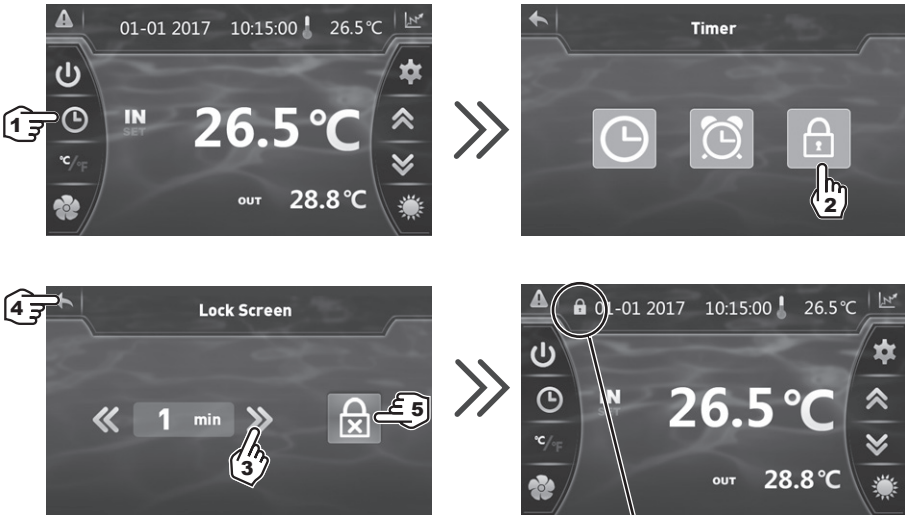 01-01 2017 10:15:00 26.5°C
1
IN
SET
26.5°C
°C/°F
OUT 28.8°C
Timer
2
4
Lock Screen
1 min
5
3
01-01 2017 10:15:00 26.5°C
IN
SET
26.5°C
°C/°F
OUT 28.8°C